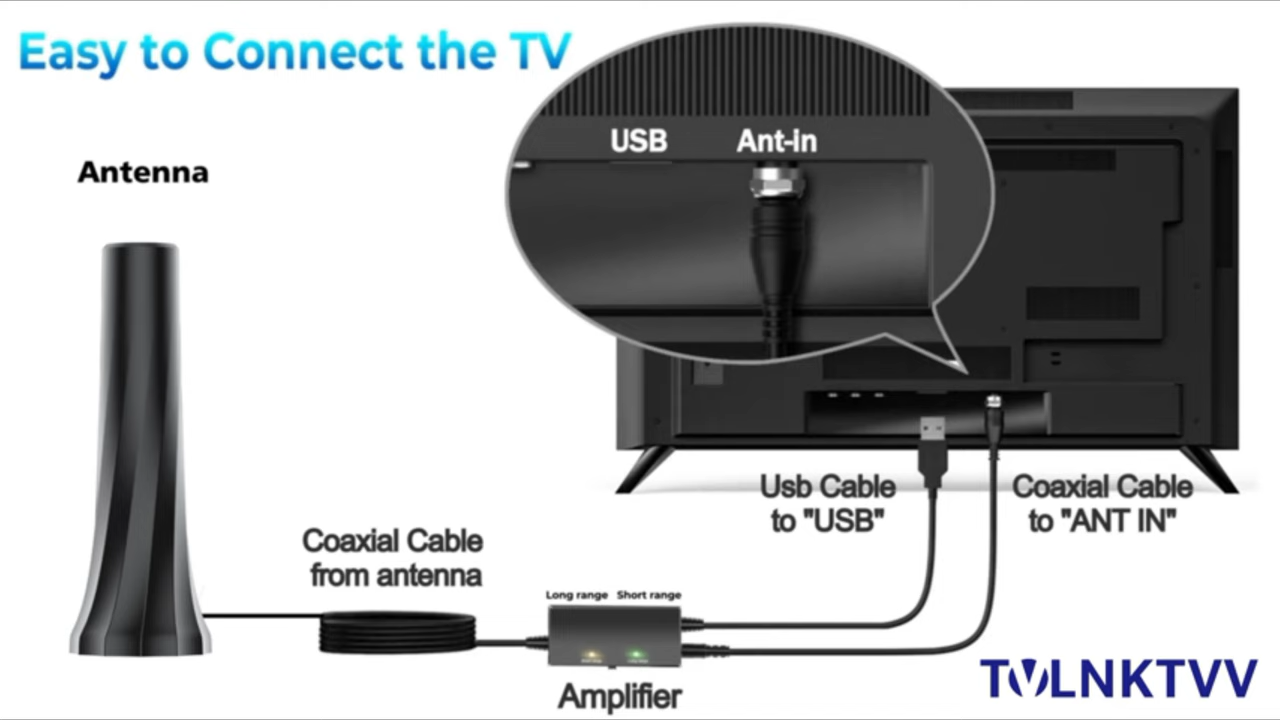 Easy to Connect the TV
USB Ant-in
Antenna
Usb Cable
to "USB"
Coaxial Cable
to "ANT IN"
Coaxial Cable
from antenna
Long range Short range
Amplifier
TVLNKTVV